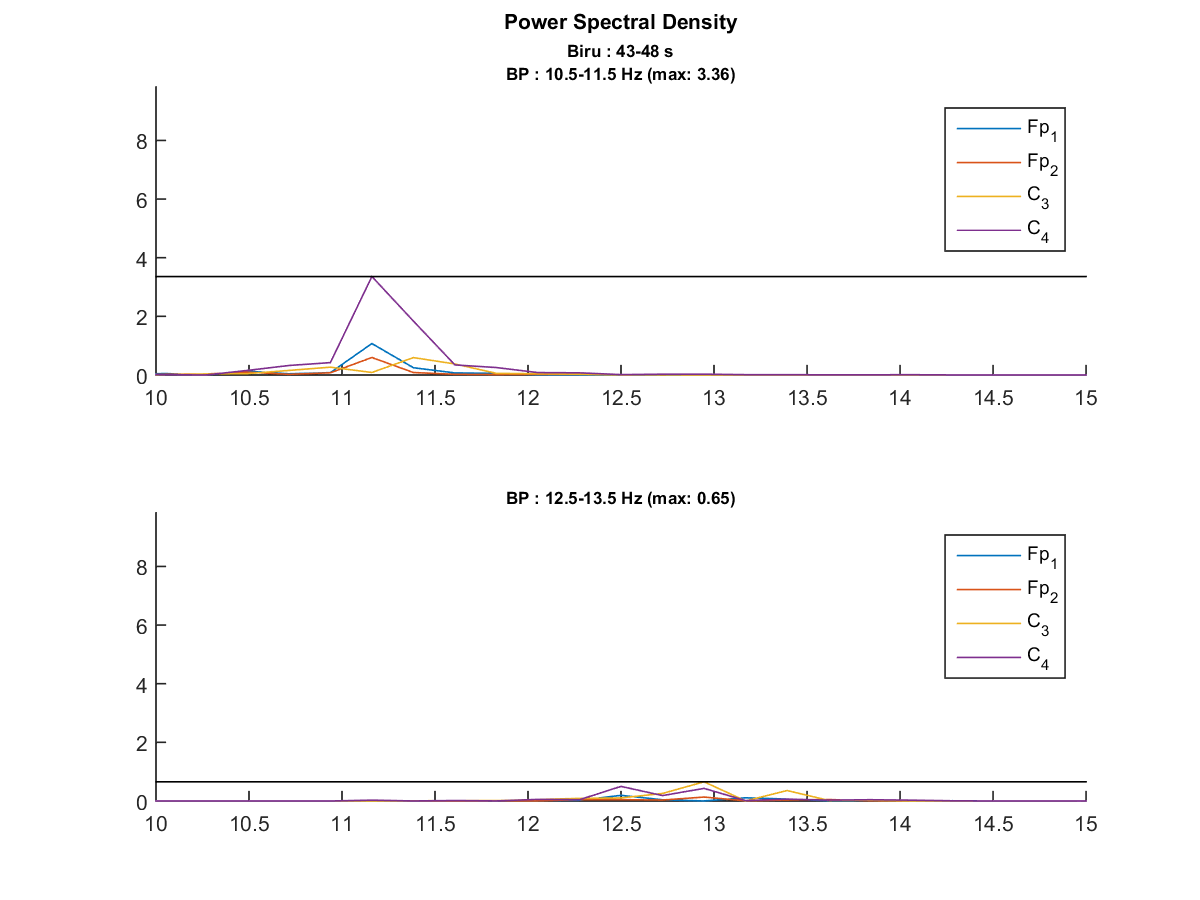 Power Spectral Density
Biru : 43-48 s
BP : 10.5-11.5 Hz (max: 3.36)
8
6
4
2
0
10 10.5 11 11.5 12 12.5 13 13.5 14 14.5 15
Fp1
Fp2
C3
C4
BP : 12.5-13.5 Hz (max: 0.65)
8
6
4
2
0
10 10.5 11 11.5 12 12.5 13 13.5 14 14.5 15
Fp1
Fp2
C3
C4